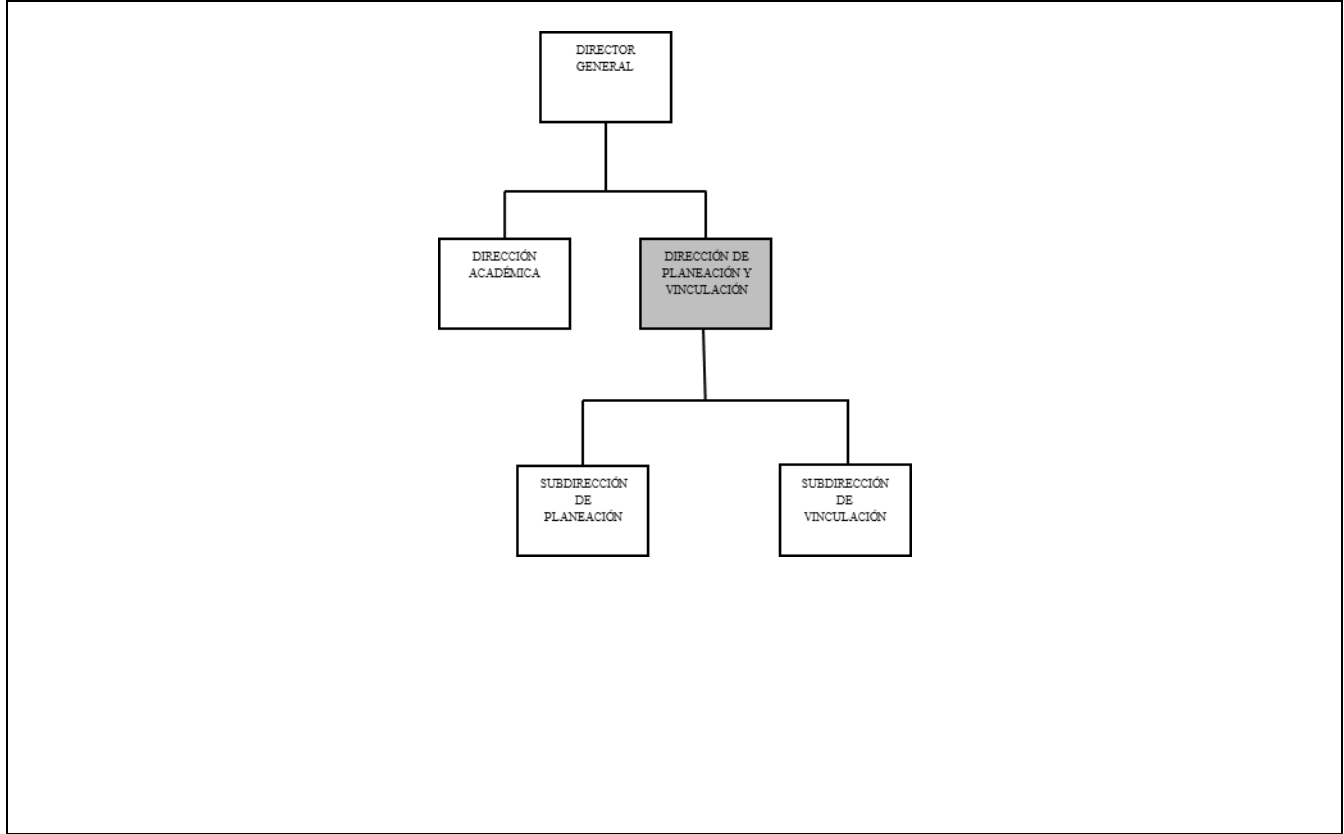 DIRECTOR
GENERAL
DIRECCIÓN
ACADÉMICA
DIRECCIÓN DE
PLANEACIÓN Y
VINCULACIÓN
SUBDIRECCIÓN
DE
PLANEACIÓN
SUBDIRECCIÓN
DE
VINCULACIÓN